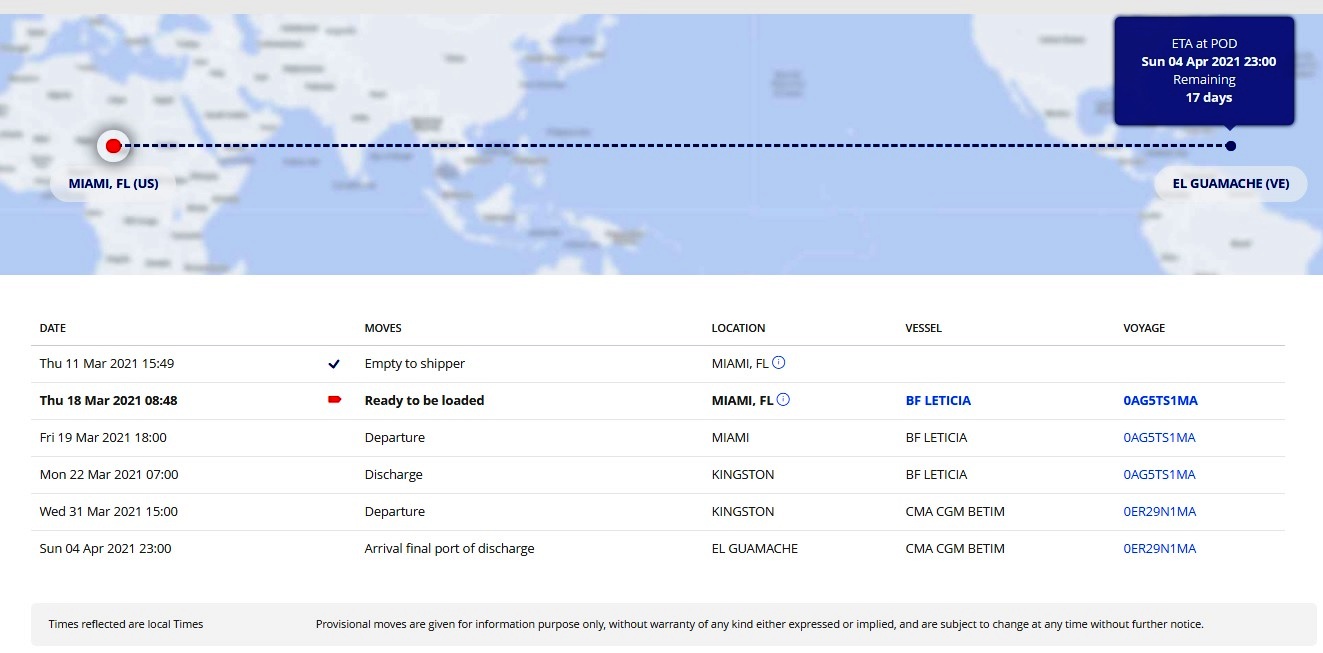 ETA at POD
Sun 04 Apr 2021 23:00
Remaining
17 days
MIAMI, FL (US)
EL GUAMACHE (VE)
DATE MOVES LOCATION VESSEL VOYAGE
Thu 11 Mar 2021 15:49 Empty to shipper MIAMI, FL
Thu 18 Mar 2021 08:48 Ready to be loaded MIAMI, FL BF LETICIA 0AG5TS1MA
Fri 19 Mar 2021 18:00 Departure MIAMI BF LETICIA 0AG5TS1MA
Mon 22 Mar 2021 07:00 Discharge KINGSTON BF LETICIA 0AG5TS1MA
Wed 31 Mar 2021 15:00 Departure KINGSTON CMA CGM BETIM 0ER29N1MA
Sun 04 Apr 2021 23:00 Arrival final port of discharge EL GUAMACHE CMA CGM BETIM 0ER29N1MA
Times reflected are local Times Provisional moves are given for information purpose only, without warranty of any kind either expressed or implied, and are subject to change at any time without further notice.